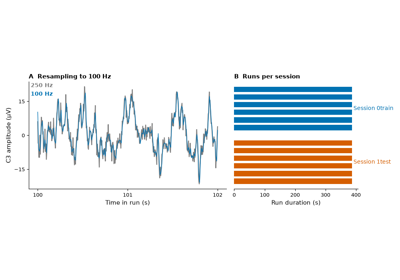 A Resampling to 100 Hz
250 Hz
100 Hz
C3 amplitude (μV)
15
0
−15
100
101
102
Time in run (s)
B Runs per session
Session 0train
Session 1test
0
100
200
300
400
Run duration (s)